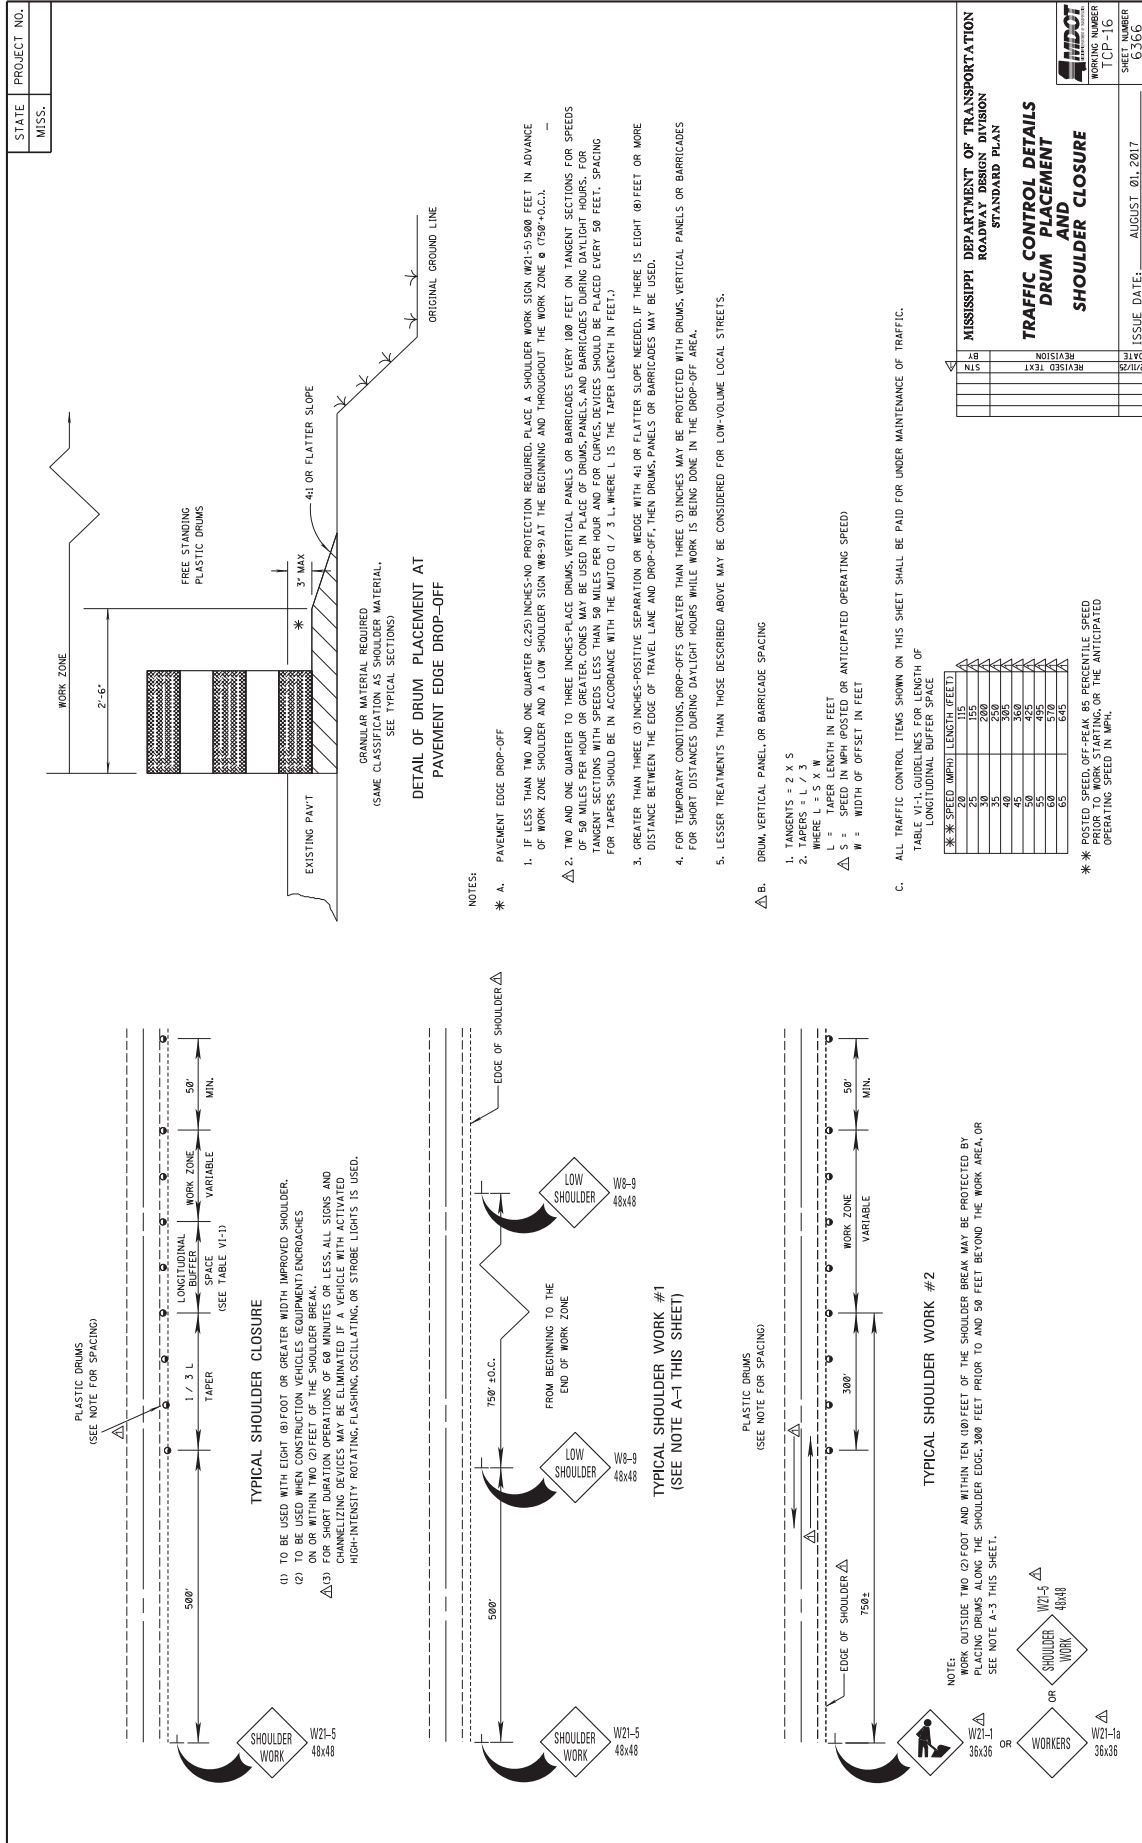 STATE PROJECT NO.
MISS.
PLASTIC DRUMS
(SEE NOTE FOR SPACING)
500'
1 / 3 L
TAPER
LONGITUDINAL
BUFFER
SPACE
(SEE TABLE VI-1)
WORK ZONE
VARIABLE
50'
MIN.
SHOULDER
WORK
W21-5
48x48
TYPICAL SHOULDER CLOSURE
(1) TO BE USED WITH EIGHT (8) FOOT OR GREATER WIDTH IMPROVED SHOULDER.
(2) TO BE USED WHEN CONSTRUCTION VEHICLES (EQUIPMENT) ENCROACHES
ON OR WITHIN TWO (2) FEET OF THE SHOULDER BREAK.
(3) FOR SHORT DURATION OPERATIONS OF 60 MINUTES OR LESS, ALL SIGNS AND
CHANNELIZING DEVICES MAY BE ELIMINATED IF A VEHICLE WITH ACTIVATED
HIGH-INTENSITY ROTATING, FLASHING, OSCILLATING, OR STROBE LIGHTS IS USED.
EDGE OF SHOULDER
500'
750' ±O.C.
SHOULDER
WORK
W21-5
48x48
LOW
SHOULDER
W8-9
48x48
FROM BEGINNING TO THE
END OF WORK ZONE
LOW
SHOULDER
W8-9
48x48
TYPICAL SHOULDER WORK #1
(SEE NOTE A-1 THIS SHEET)
PLASTIC DRUMS
(SEE NOTE FOR SPACING)
EDGE OF SHOULDER
750±
300'
WORK ZONE
VARIABLE
50'
MIN.
TYPICAL SHOULDER WORK #2
W21-1
36x36
OR
WORKERS
W21-1a
36x36
OR
SHOULDER
WORK
W21-5
48x48
NOTE:
WORK OUTSIDE TWO (2) FOOT AND WITHIN TEN (10) FEET OF THE SHOULDER BREAK MAY BE PROTECTED BY
PLACING DRUMS ALONG THE SHOULDER EDGE, 300 FEET PRIOR TO AND 50 FEET BEYOND THE WORK AREA, OR
SEE NOTE A-3 THIS SHEET.
WORK ZONE
2'-6"
FREE STANDING
PLASTIC DRUMS
3" MAX
*
EXISTING PAV'T
4:1 OR FLATTER SLOPE
ORIGINAL GROUND LINE
GRANULAR MATERIAL REQUIRED
(SAME CLASSIFICATION AS SHOULDER MATERIAL,
SEE TYPICAL SECTIONS)
DETAIL OF DRUM PLACEMENT AT
PAVEMENT EDGE DROP-OFF
NOTES:
* A. PAVEMENT EDGE DROP-OFF
1. IF LESS THAN TWO AND ONE QUARTER (2.25) INCHES-NO PROTECTION REQUIRED. PLACE A SHOULDER WORK SIGN (W21-5) 500 FEET IN ADVANCE
OF WORK ZONE SHOULDER AND A LOW SHOULDER SIGN (W8-9) AT THE BEGINNING AND THROUGHOUT THE WORK ZONE @ (750'+O.C.).
2. TWO AND ONE QUARTER TO THREE INCHES-PLACE DRUMS, VERTICAL PANELS OR BARRICADES EVERY 100 FEET ON TANGENT SECTIONS FOR SPEEDS
OF 50 MILES PER HOUR OR GREATER. CONES MAY BE USED IN PLACE OF DRUMS, PANELS, AND BARRICADES DURING DAYLIGHT HOURS. FOR
TANGENT SECTIONS WITH SPEEDS LESS THAN 50 MILES PER HOUR AND FOR CURVES, DEVICES SHOULD BE PLACED EVERY 50 FEET. SPACING
FOR TAPERS SHOULD BE IN ACCORDANCE WITH THE MUTCD (1 / 3 L, WHERE L IS THE TAPER LENGTH IN FEET.)
3. GREATER THAN THREE (3) INCHES-POSITIVE SEPARATION OR WEDGE WITH 4:1 OR FLATTER SLOPE NEEDED. IF THERE IS EIGHT (8) FEET OR MORE
DISTANCE BETWEEN THE EDGE OF TRAVEL LANE AND DROP-OFF, THEN DRUMS, PANELS OR BARRICADES MAY BE USED.
4. FOR TEMPORARY CONDITIONS, DROP-OFFS GREATER THAN THREE (3) INCHES MAY BE PROTECTED WITH DRUMS, VERTICAL PANELS OR BARRICADES
FOR SHORT DISTANCES DURING DAYLIGHT HOURS WHILE WORK IS BEING DONE IN THE DROP-OFF AREA.
5. LESSER TREATMENTS THAN THOSE DESCRIBED ABOVE MAY BE CONSIDERED FOR LOW-VOLUME LOCAL STREETS.
B. DRUM, VERTICAL PANEL, OR BARRICADE SPACING
1. TANGENTS = 2 X S
2. TAPERS = L / 3
WHERE L = S X W
L = TAPER LENGTH IN FEET
S = SPEED IN MPH (POSTED OR ANTICIPATED OPERATING SPEED)
W = WIDTH OF OFFSET IN FEET
C. ALL TRAFFIC CONTROL ITEMS SHOWN ON THIS SHEET SHALL BE PAID FOR UNDER MAINTENANCE OF TRAFFIC.
TABLE VI-1. GUIDELINES FOR LENGTH OF
LONGITUDINAL BUFFER SPACE
** SPEED (MPH) LENGTH (FEET)
20 115
25 155
30 200
35 250
40 305
45 360
50 425
55 495
60 570
65 645
** POSTED SPEED, OFF-PEAK 85 PERCENTILE SPEED
PRIOR TO WORK STARTING, OR THE ANTICIPATED
OPERATING SPEED IN MPH.
BY
STN
REVISION
REVISED TEXT
DATE
MISSISSIPPI DEPARTMENT OF TRANSPORTATION
ROADWAY DESIGN DIVISION
STANDARD PLAN
TRAFFIC CONTROL DETAILS
DRUM PLACEMENT
AND
SHOULDER CLOSURE
MDOT
WORKING NUMBER
TCP-16
SHEET NUMBER
6366
ISSUE DATE: AUGUST 01, 2017